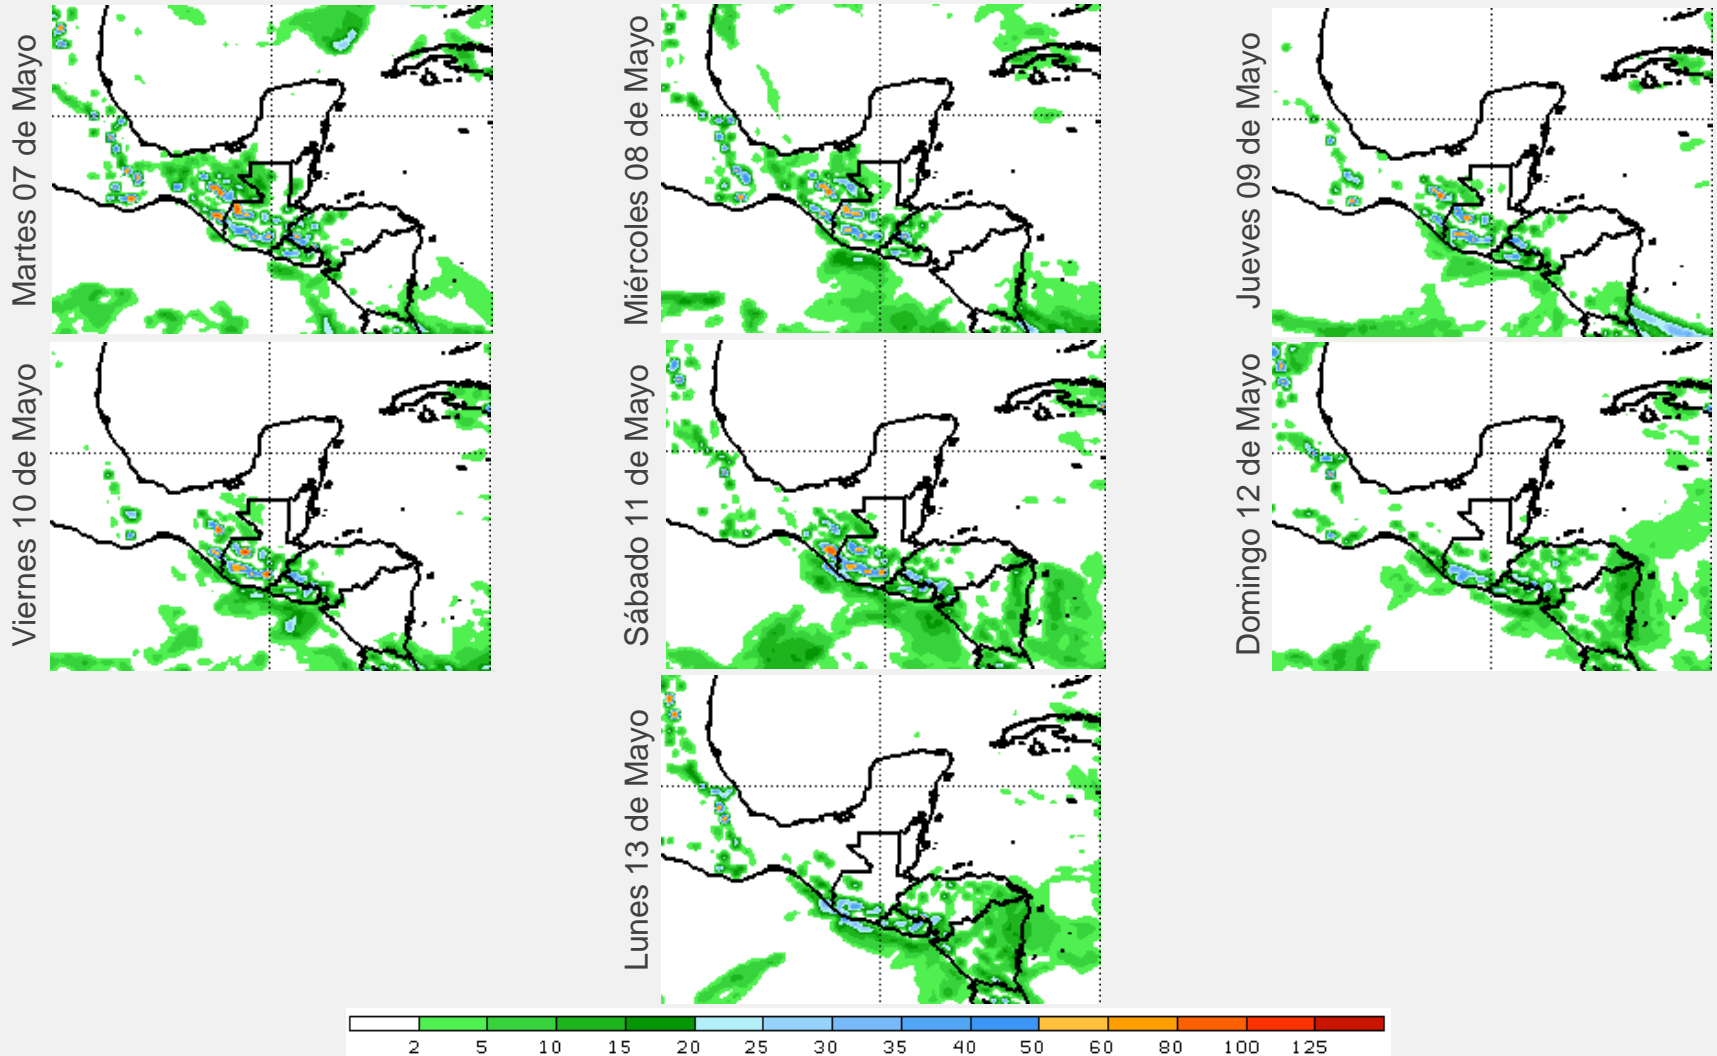 Martes 07 de Mayo
Miércoles 08 de Mayo
Jueves 09 de Mayo
Viernes 10 de Mayo
Sábado 11 de Mayo
Domingo 12 de Mayo
Lunes 13 de Mayo
2 5 10 15 20 25 30 35 40 50 60 80 100 125